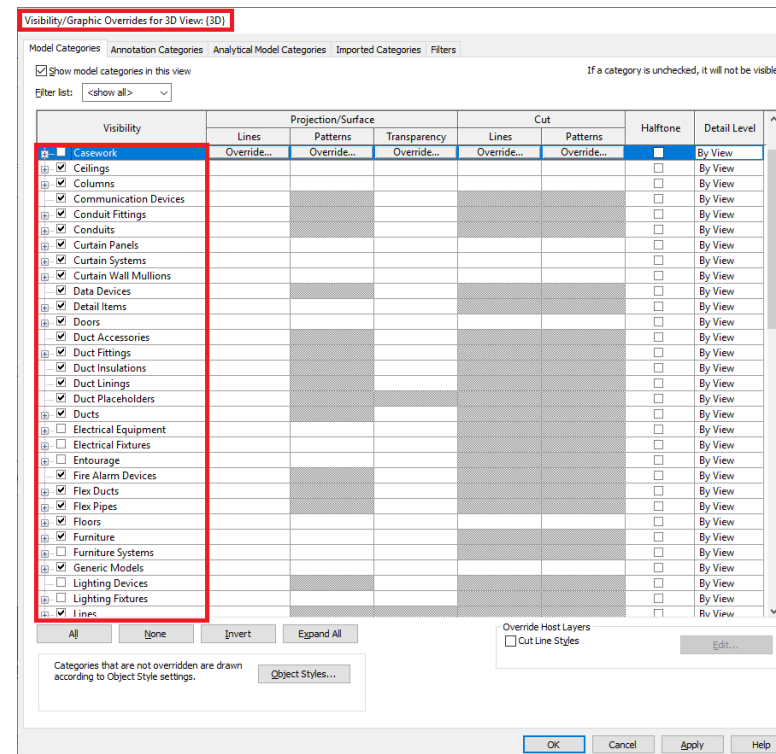 Visibility/Graphic Overrides for 3D View: {3D}
Model Categories Annotation Categories Analytical Model Categories Imported Categories Filters
Show model categories in this view If a category is unchecked, it will not be visible
Filter list: <show all>
Visibility Projection/Surface Cut Halftone Detail Level
Lines Patterns Transparency Lines Patterns
Casework Override... Override... Override... Override... Override... By View
Ceilings By View
Columns By View
Communication Devices By View
Conduit Fittings By View
Conduits By View
Curtain Panels By View
Curtain Systems By View
Curtain Wall Mullions By View
Data Devices By View
Detail Items By View
Doors By View
Duct Accessories By View
Duct Fittings By View
Duct Insulations By View
Duct Linings By View
Duct Placeholders By View
Ducts By View
Electrical Equipment By View
Electrical Fixtures By View
Entourage By View
Fire Alarm Devices By View
Flex Ducts By View
Flex Pipes By View
Floors By View
Furniture By View
Furniture Systems By View
Generic Models By View
Lighting Devices By View
Lighting Fixtures By View
Lines By View
All None Invert Expand All
Override Host Layers
Cut Line Styles Edit...
Categories that are not overridden are drawn
according to Object Style settings.
Object Styles...
OK Cancel Apply Help